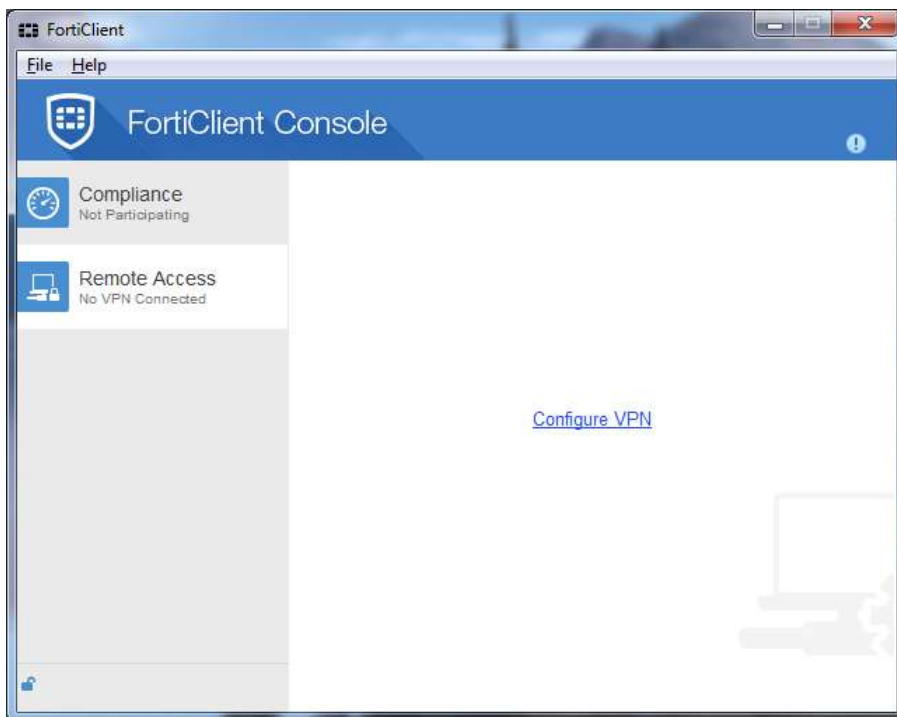 FortiClient
File Help
FortiClient Console
Compliance
Not Participating
Remote Access
No VPN Connected
Configure VPN